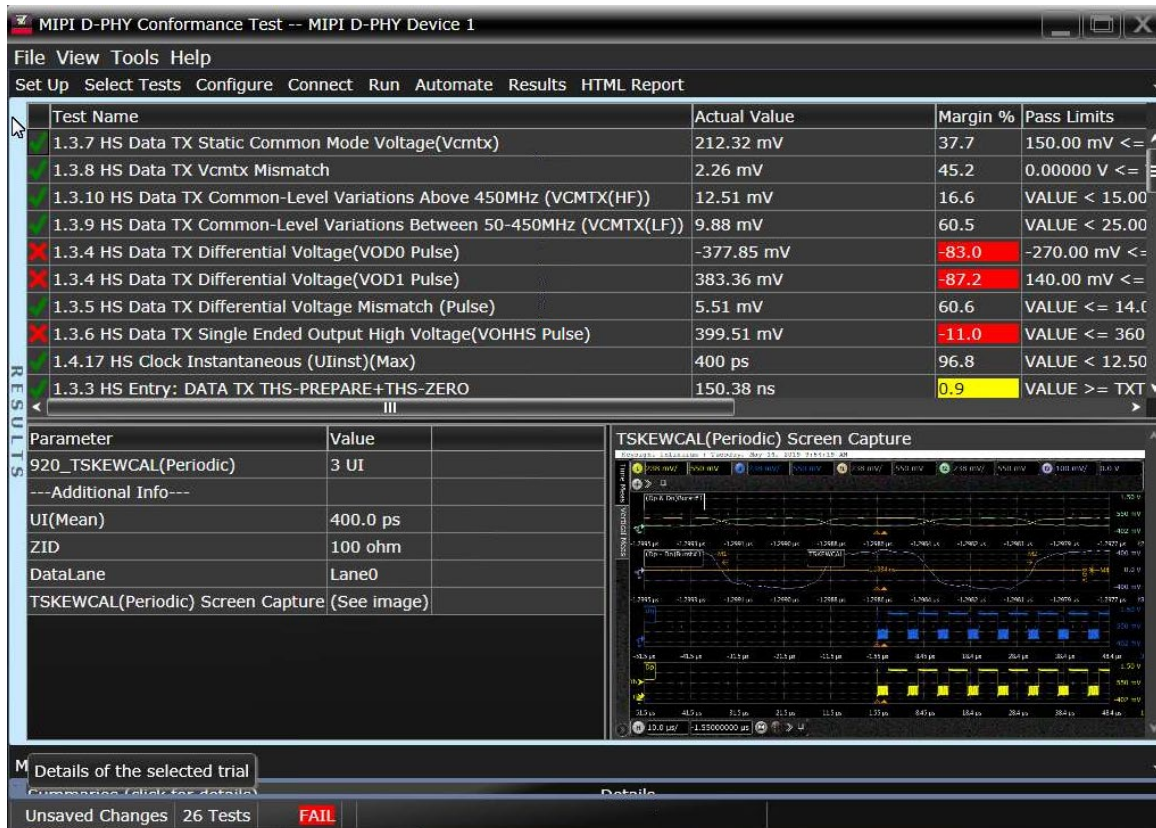 MIPI D-PHY Conformance Test -- MIPI D-PHY Device 1
File View Tools Help
Set Up Select Tests Configure Connect Run Automate Results HTML Report
Test Name Actual Value Margin % Pass Limits
1.3.7 HS Data TX Static Common Mode Voltage(Vcmtx) 212.32 mV 37.7 150.00 mV <=
1.3.8 HS Data TX Vcmtx Mismatch 2.26 mV 45.2 0.00000 V <=
1.3.10 HS Data TX Common-Level Variations Above 450MHz (VCMTX(HF)) 12.51 mV 16.6 VALUE < 15.00
1.3.9 HS Data TX Common-Level Variations Between 50-450MHz (VCMTX(LF)) 9.88 mV 60.5 VALUE < 25.00
1.3.4 HS Data TX Differential Voltage(VOD0 Pulse) -377.85 mV -83.0 -270.00 mV <=
1.3.4 HS Data TX Differential Voltage(VOD1 Pulse) 383.36 mV -87.2 140.00 mV <=
1.3.5 HS Data TX Differential Voltage Mismatch (Pulse) 5.51 mV 60.6 VALUE <= 14.0
1.3.6 HS Data TX Single Ended Output High Voltage(VOHHS Pulse) 399.51 mV -11.0 VALUE <= 360
1.4.17 HS Clock Instantaneous (UIinst)(Max) 400 ps 96.8 VALUE < 12.50
1.3.3 HS Entry: DATA TX THS-PREPARE+THS-ZERO 150.38 ns 0.9 VALUE >= TXT
RESULTS
Parameter Value
920_TSKEWCAL(Periodic) 3 UI
---Additional Info---
UI(Mean) 400.0 ps
ZID 100 ohm
DataLane Lane0
TSKEWCAL(Periodic) Screen Capture (See image)
TSKEWCAL(Periodic) Screen Capture
TSKEWCAL
10.0 µs/ -1.55000000 µs
Details of the selected trial
Summaries (click for details) Details
Unsaved Changes 26 Tests FAIL